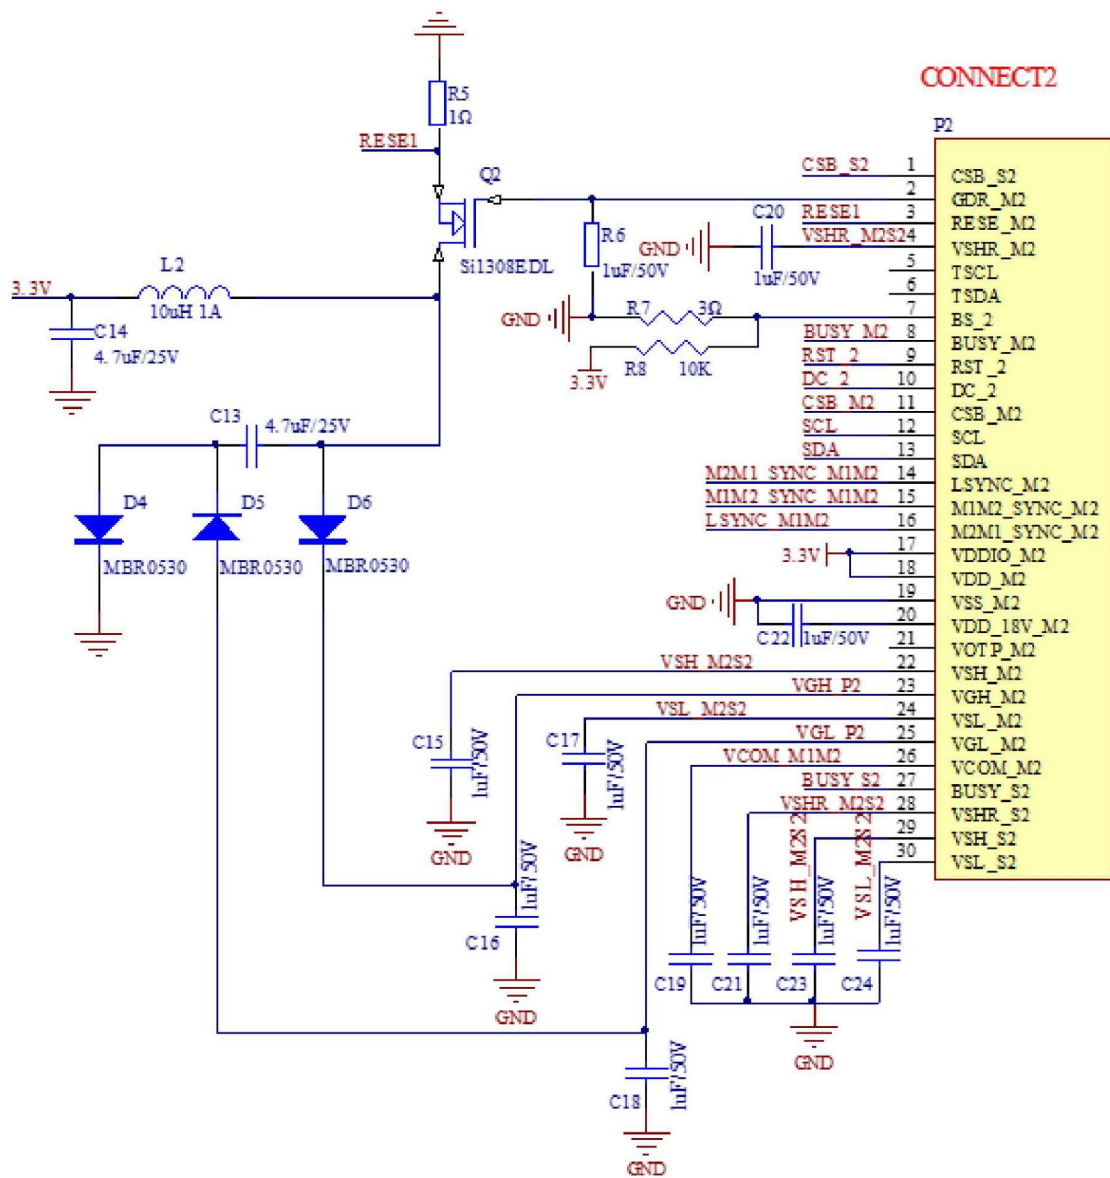 CONNECT2
P2
R5
1Ω
RESE1
Q2
Si1308EDL
CSB_S2
1
CSB_S2
2
GDR_M2
RESE1
3
RESE_M2
VSHR_M2S2
4
VSHR_M2
5
TSCL
6
TSDA
7
BS_2
BUSY_M2
8
BUSY_M2
RST_2
9
RST_2
DC_2
10
DC_2
CSB_M2
11
CSB_M2
SCL
12
SCL
SDA
13
SDA
M2M1_SYNC_M1M2
14
LSYNC_M2
M1M2_SYNC_M1M2
15
M1M2_SYNC_M2
LSYNC_M1M2
16
M2M1_SYNC_M2
3.3V
17
VDDIO_M2
18
VDD_M2
GND
19
VSS_M2
20
VDD_18V_M2
C22
1uF/50V
21
VOTP_M2
VSH_M2S2
22
VSH_M2
VGH_P2
23
VGH_M2
VSL_M2S2
24
VSL_M2
VGL_P2
25
VGL_M2
VCOM_M1M2
26
VCOM_M2
BUSY_S2
27
BUSY_S2
VSHR_M2S2
28
VSHR_S2
29
VSH_S2
30
VSL_S2
C20
GND
1uF/50V
R6
1uF/50V
GND
R7
3Ω
R8
10K
3.3V
3.3V
L2
10uH 1A
C14
4.7uF/25V
C13
4.7uF/25V
D4
MBR0530
D5
MBR0530
D6
MBR0530
C15
1uF/50V
GND
C17
1uF/50V
GND
C16
1uF/50V
GND
C18
1uF/50V
GND
VSH_M2S2
VSL_M2S2
1uF/50V
1uF/50V
1uF/50V
1uF/50V
C19
C21
C23
C24
GND